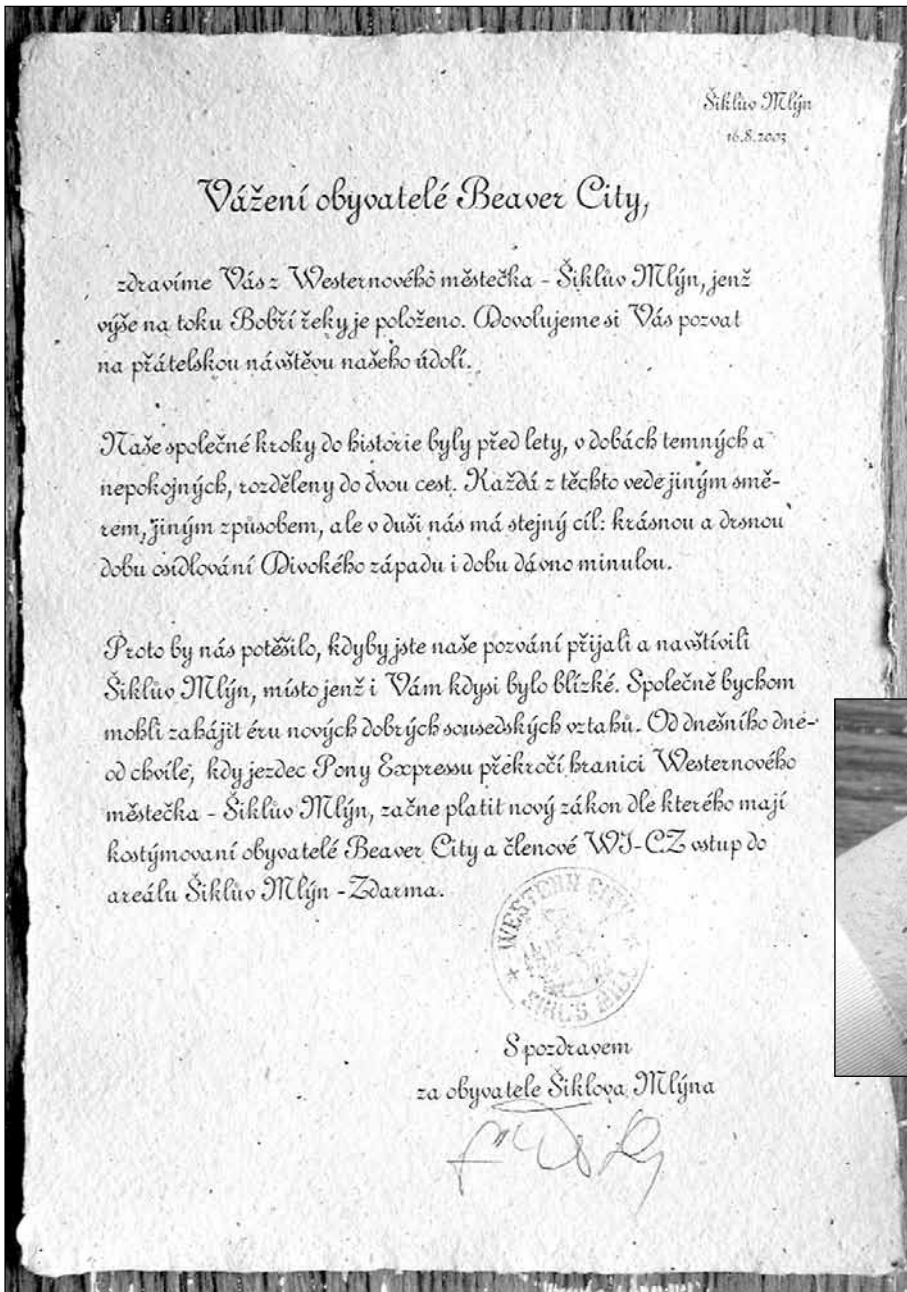 Šiklův Mlýn
16.8.2003
Vážení obyvatelé Beaver City,
zdravíme Vás z Westernového městečka - Šiklův Mlýn, jenž
výše na toku Bobří řeky je položeno. Dovolujeme si Vás pozvat
na přátelskou návštěvu našeho údolí.
Naše společné kroky do historie byly před lety, v dobách temných a
nepokojných, rozděleny do dvou cest. Každá z těchto vede jiným smě-
rem, jiným způsobem, ale v duši nás má stejný cíl: krásnou a drsnou
dobu osidlování Divokého západu i dobu dávno minulou.
Proto by nás potěšilo, kdyby jste naše pozvání přijali a navštívili
Šiklův Mlýn, místo jenž i Vám kdysi bylo blízké. Společně bychom
mohli zahájit éru nových dobrých sousedských vztahů. Od dnešního dne-
od chvíle, kdy jezdec Pony Expressu překročí hranici Westernového
městečka - Šiklův Mlýn, začne platit nový zákon dle kterého mají
kostýmovaní obyvatelé Beaver City a členové WI-CZ vstup do
areálu Šiklův Mlýn - Zdarma.
WESTERN CITY
S pozdravem
za obyvatele Šiklova Mlýna